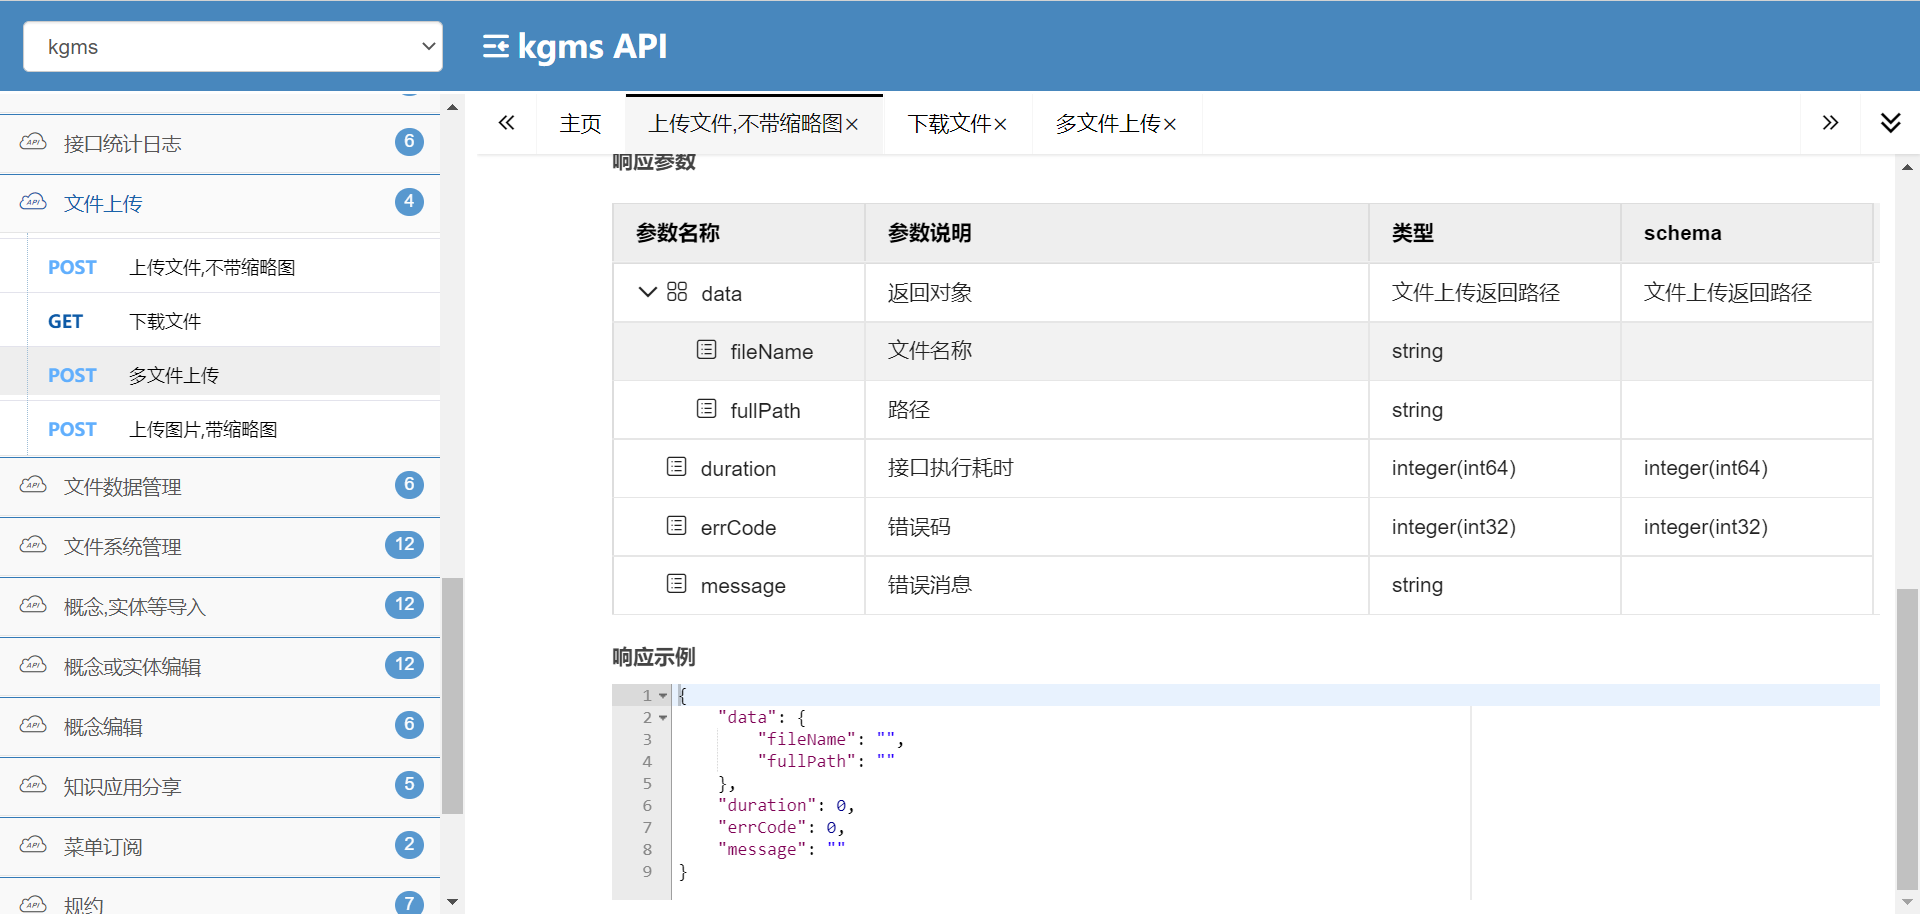 kgms
kgms API
接口统计日志 6
文件上传 4
POST 上传文件,不带缩略图
GET 下载文件
POST 多文件上传
POST 上传图片,带缩略图
文件数据管理 6
文件系统管理 12
概念,实体等导入 12
概念或实体编辑 12
概念编辑 6
知识应用分享 5
菜单订阅 2
规约 7
主页 上传文件,不带缩略图× 下载文件× 多文件上传×
响应参数
参数名称 参数说明 类型 schema
data 返回对象 文件上传返回路径 文件上传返回路径
fileName 文件名称 string
fullPath 路径 string
duration 接口执行耗时 integer(int64) integer(int64)
errCode 错误码 integer(int32) integer(int32)
message 错误消息 string
响应示例
1 {
2 "data": {
3 "fileName": "",
4 "fullPath": ""
5 },
6 "duration": 0,
7 "errCode": 0,
8 "message": ""
9 }